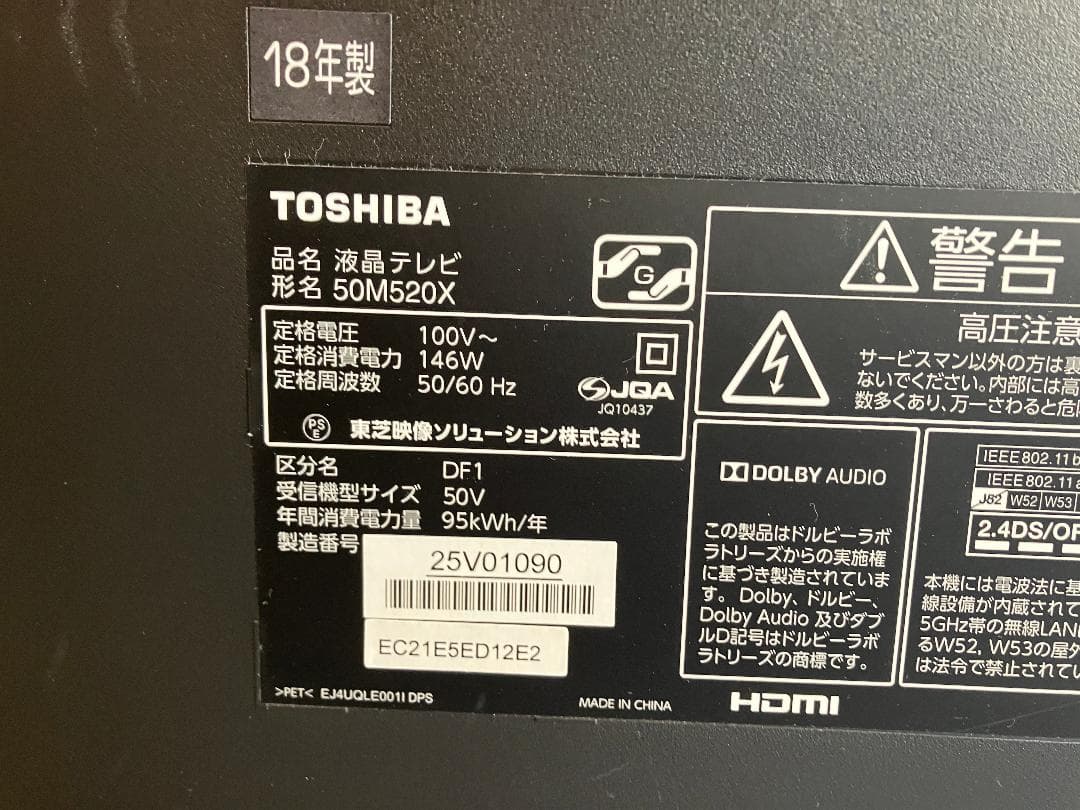 18年製
TOSHIBA
品名 液晶テレビ
形名 50M520X
G
定格電圧 100V～
定格消費電力 146W
定格周波数 50/60 Hz
JQA
JQ10437
PSE 東芝映像ソリューション株式会社
区分名 DF1
受信機型サイズ 50V
年間消費電力量 95kWh/年
製造番号
25V01090
EC21E5ED12E2
>PET< EJ4UQLE001I DPS
MADE IN CHINA
警告
高圧注意
サービスマン以外の方は裏
ないでください。内部には高
数多くあり、万一さわると危
DOLBY AUDIO
この製品はドルビーラボ
ラトリーズからの実施権
に基づき製造されていま
す。Dolby、ドルビー、
Dolby Audio 及びダブ
ルD記号はドルビーラボ
ラトリーズの商標です。
HDMI
IEEE802.11b
IEEE802.11a
J52 W52 W53
2.4DS/OF
本機には電波法に基
線設備が内蔵されて
5GHz帯の無線LAN
るW52, W53の屋外
は法令で禁止されてい